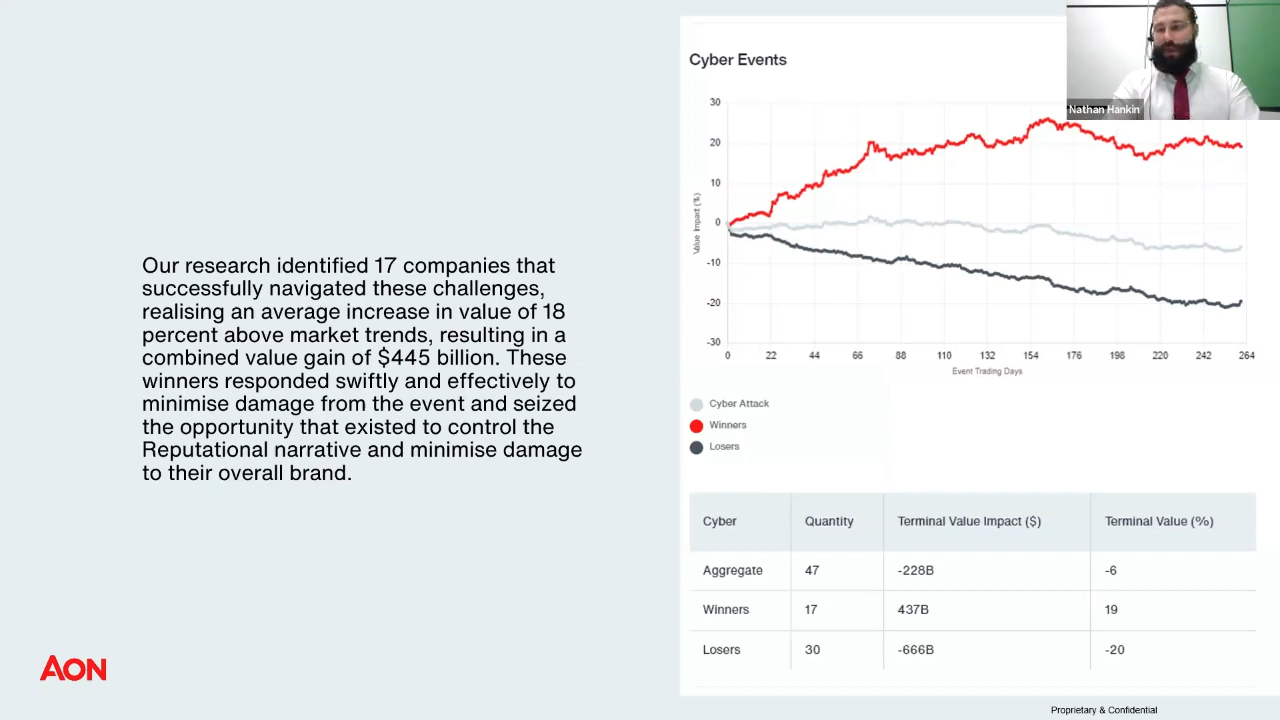 Our research identified 17 companies that
successfully navigated these challenges,
realising an average increase in value of 18
percent above market trends, resulting in a
combined value gain of $445 billion. These
winners responded swiftly and effectively to
minimise damage from the event and seized
the opportunity that existed to control the
Reputational narrative and minimise damage
to their overall brand.
AON
Cyber Events
Nathan Hankin
30
20
10
0
-10
-20
-30
Value Impact (%)
0 22 44 66 88 110 132 154 176 198 220 242 264
Event Trading Days
Cyber Attack
Winners
Losers
Cyber Quantity Terminal Value Impact ($) Terminal Value (%)
Aggregate 47 -228B -6
Winners 17 437B 19
Losers 30 -666B -20
Proprietary & Confidential